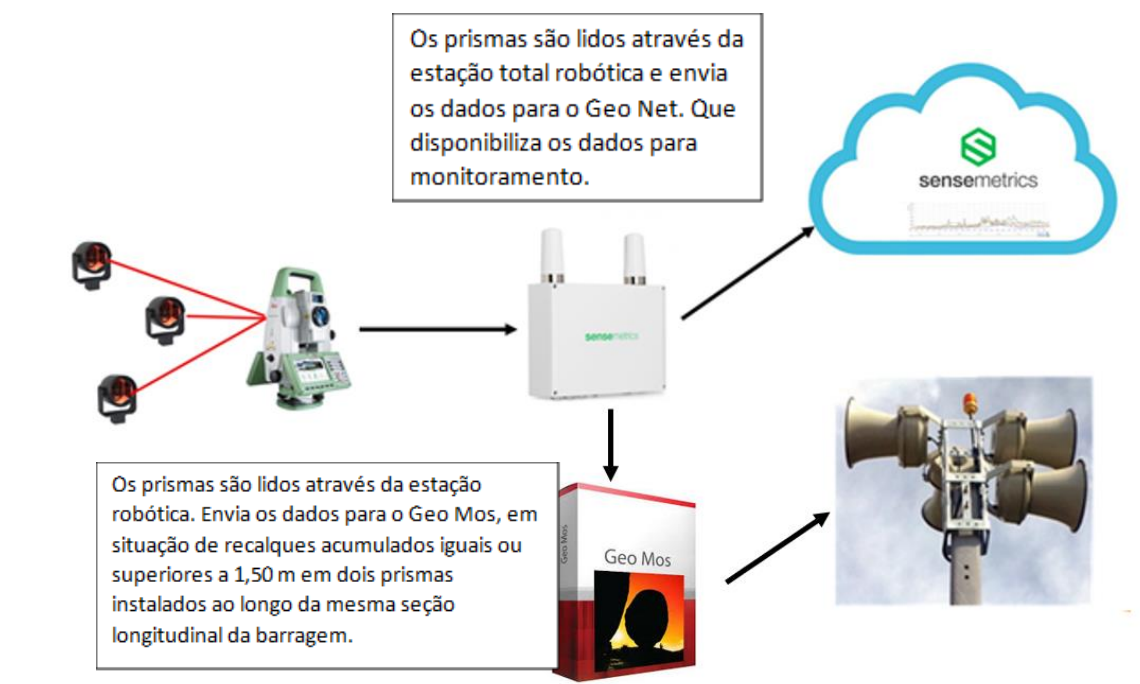 Os prismas são lidos através da
estação total robótica e envia
os dados para o Geo Net. Que
disponibiliza os dados para
monitoramento.
sensemetrics
sensemetrics
Os prismas são lidos através da estação
robótica. Envia os dados para o Geo Mos, em
situação de recalques acumulados iguais ou
superiores a 1,50 m em dois prismas
instalados ao longo da mesma seção
longitudinal da barragem.
Geo Mos
Geo Mos